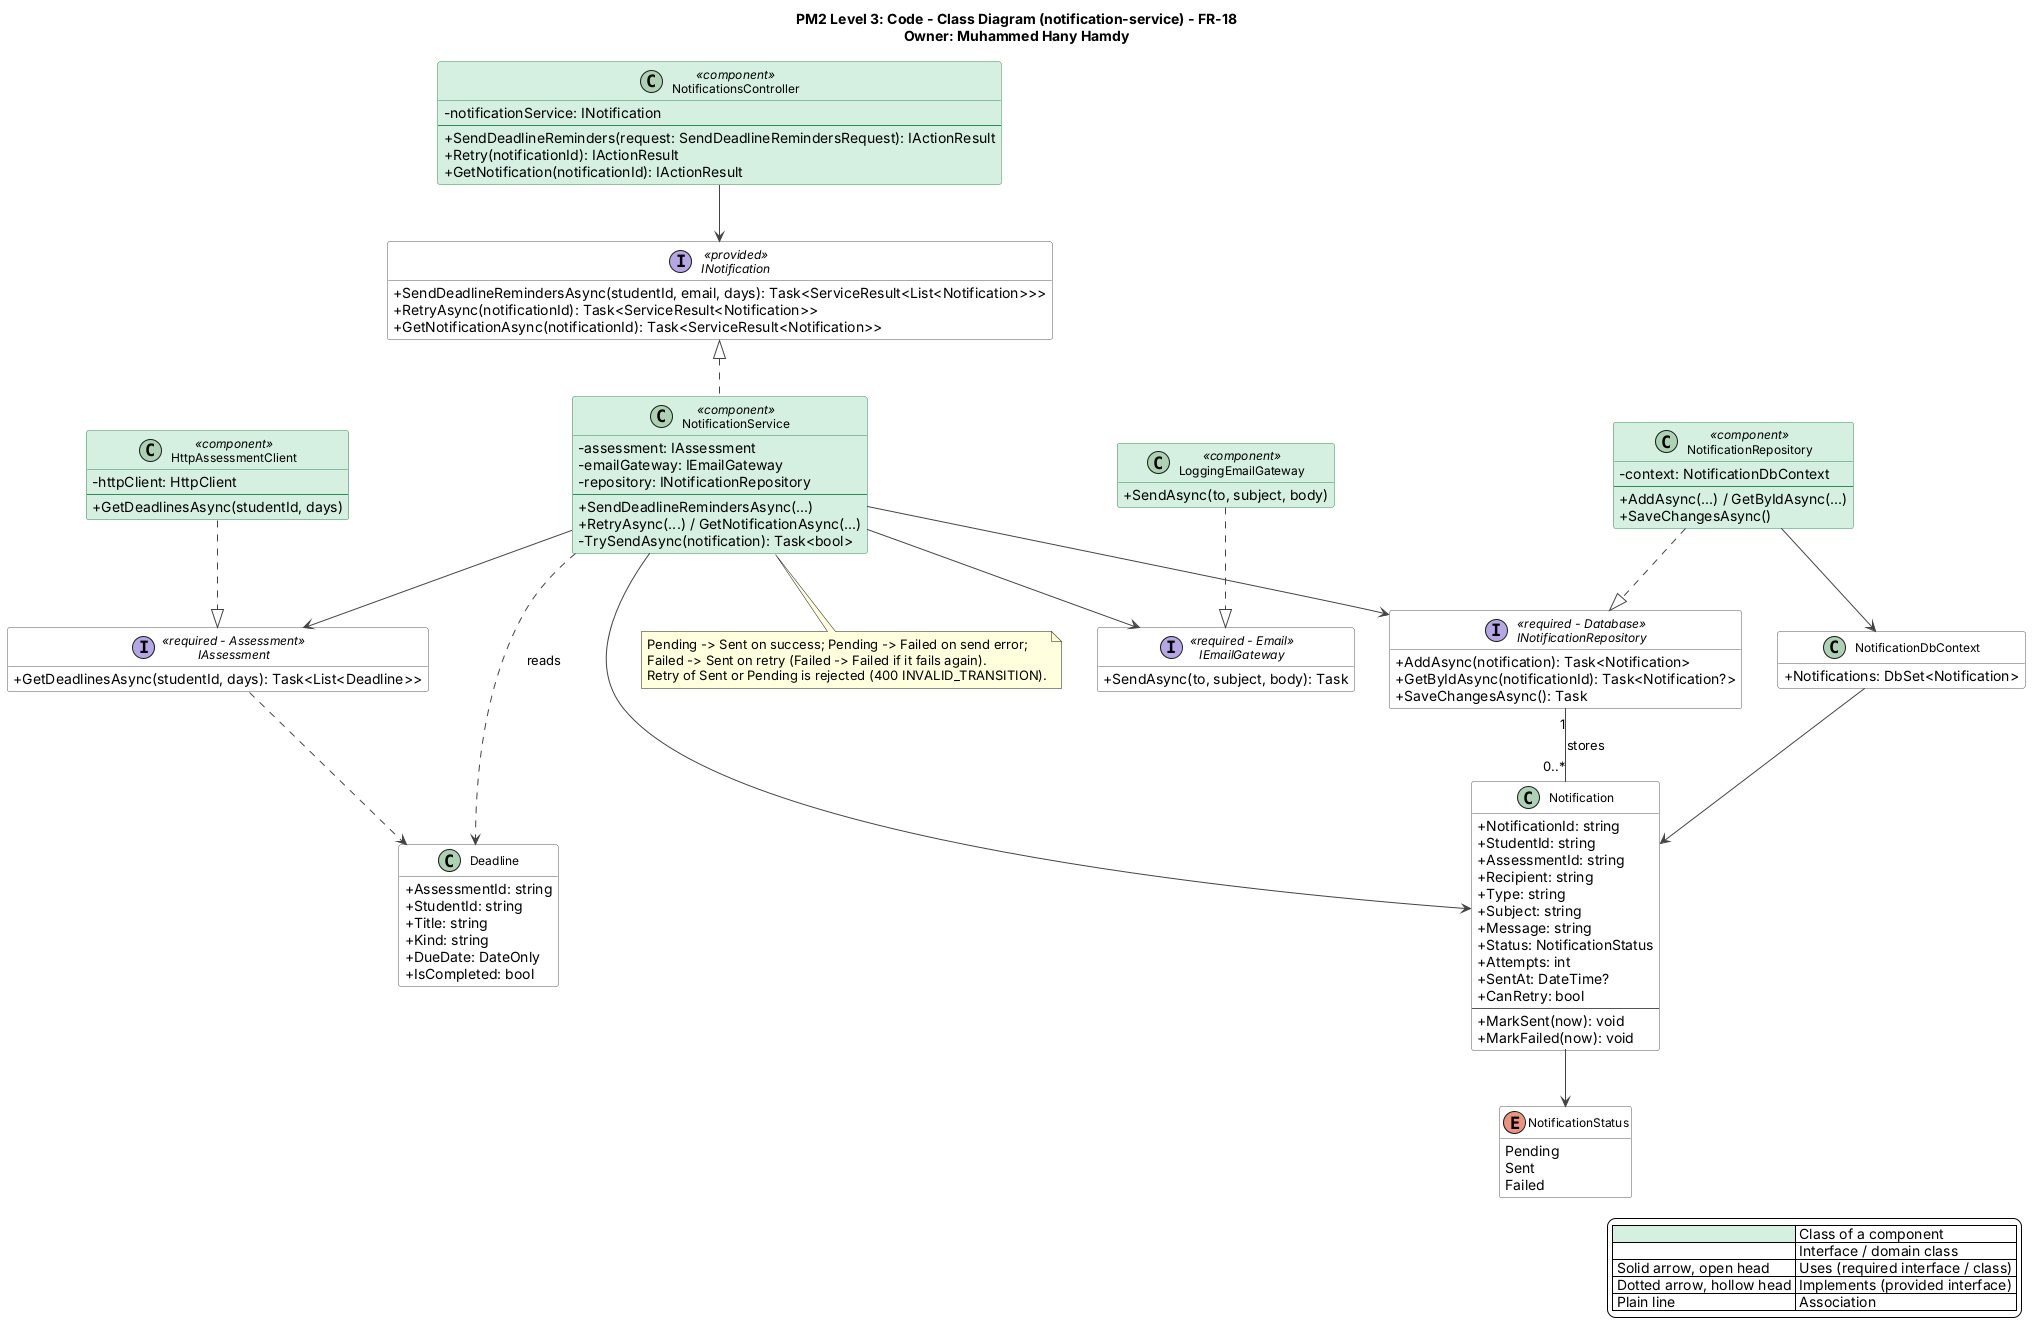 PM2 Level 3: Code - Class Diagram (notification-service) - FR-18
Owner: Muhammed Hany Hamdy
C
«component»
NotificationsController
-notificationService: INotification
+SendDeadlineReminders(request: SendDeadlineRemindersRequest): IActionResult
+Retry(notificationId): IActionResult
+GetNotification(notificationId): IActionResult
I
«provided»
INotification
+SendDeadlineRemindersAsync(studentId, email, days): Task<ServiceResult<List<Notification>>>
+RetryAsync(notificationId): Task<ServiceResult<Notification>>
+GetNotificationAsync(notificationId): Task<ServiceResult<Notification>>
C
«component»
HttpAssessmentClient
-httpClient: HttpClient
+GetDeadlinesAsync(studentId, days)
C
«component»
NotificationService
-assessment: IAssessment
-emailGateway: IEmailGateway
-repository: INotificationRepository
+SendDeadlineRemindersAsync(...)
+RetryAsync(...) / GetNotificationAsync(...)
-TrySendAsync(notification): Task<bool>
C
«component»
LoggingEmailGateway
+SendAsync(to, subject, body)
C
«component»
NotificationRepository
-context: NotificationDbContext
+AddAsync(...) / GetByIdAsync(...)
+SaveChangesAsync()
I
«required - Assessment»
IAssessment
+GetDeadlinesAsync(studentId, days): Task<List<Deadline>>
reads
Pending -> Sent on success; Pending -> Failed on send error;
Failed -> Sent on retry (Failed -> Failed if it fails again).
Retry of Sent or Pending is rejected (400 INVALID_TRANSITION).
I
«required - Email»
IEmailGateway
+SendAsync(to, subject, body): Task
I
«required - Database»
INotificationRepository
+AddAsync(notification): Task<Notification>
+GetByIdAsync(notificationId): Task<Notification?>
+SaveChangesAsync(): Task
C
NotificationDbContext
+Notifications: DbSet<Notification>
1
stores
0..*
C
Deadline
+AssessmentId: string
+StudentId: string
+Title: string
+Kind: string
+DueDate: DateOnly
+IsCompleted: bool
C
Notification
+NotificationId: string
+StudentId: string
+AssessmentId: string
+Recipient: string
+Type: string
+Subject: string
+Message: string
+Status: NotificationStatus
+Attempts: int
+SentAt: DateTime?
+CanRetry: bool
+MarkSent(now): void
+MarkFailed(now): void
E
NotificationStatus
Pending
Sent
Failed
Class of a component
Interface / domain class
Solid arrow, open head Uses (required interface / class)
Dotted arrow, hollow head Implements (provided interface)
Plain line Association